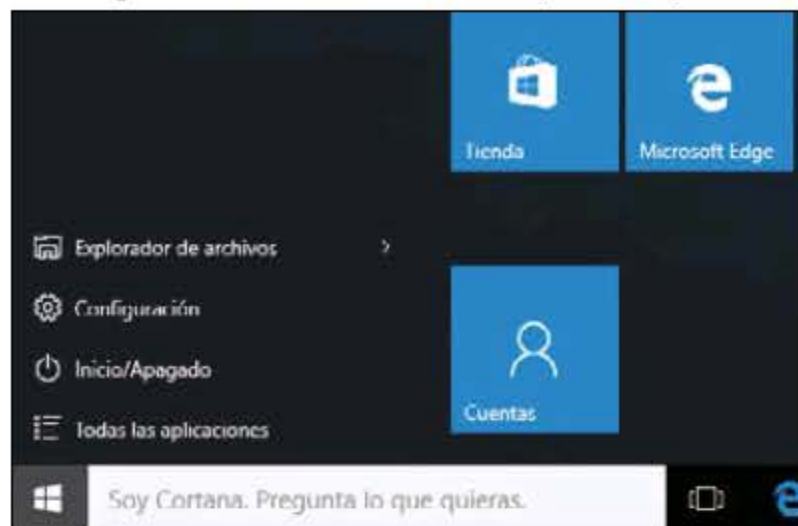 Tienda
Microsoft Edge
Explorador de archivos
Configuración
Inicio/Apagado
Todas las aplicaciones
Cuentas
Soy Cortana. Pregunta lo que quieras.